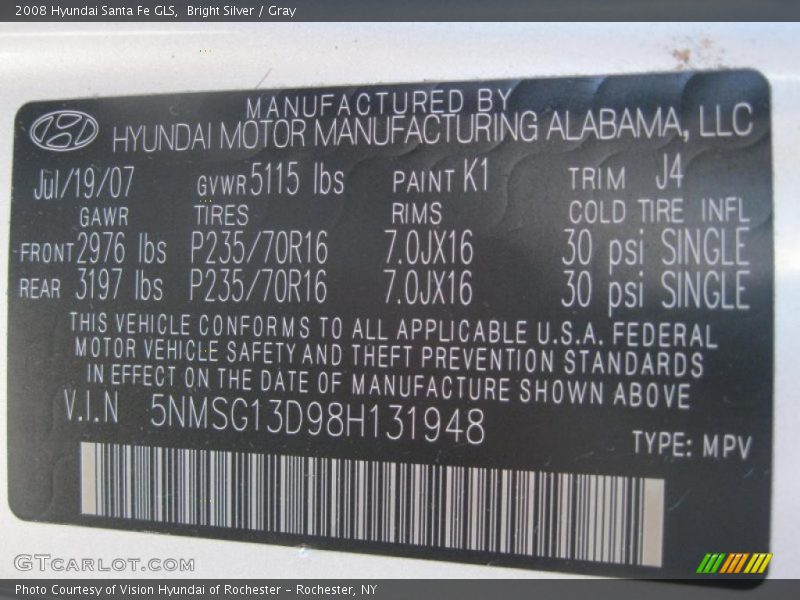 2008 Hyundai Santa Fe GLS, Bright Silver / Gray
MANUFACTURED BY
HYUNDAI MOTOR MANUFACTURING ALABAMA, LLC
Jul/19/07 GVWR 5115 lbs PAINT K1 TRIM J4
GAWR TIRES RIMS COLD TIRE INFL
FRONT 2976 lbs P235/70R16 7.0JX16 30 psi SINGLE
REAR 3197 lbs P235/70R16 7.0JX16 30 psi SINGLE
THIS VEHICLE CONFORMS TO ALL APPLICABLE U.S.A. FEDERAL
MOTOR VEHICLE SAFETY AND THEFT PREVENTION STANDARDS
IN EFFECT ON THE DATE OF MANUFACTURE SHOWN ABOVE
V.I.N 5NMSG13D98H131948
TYPE: MPV
GTcarlot.com
Photo Courtesy of Vision Hyundai of Rochester – Rochester, NY